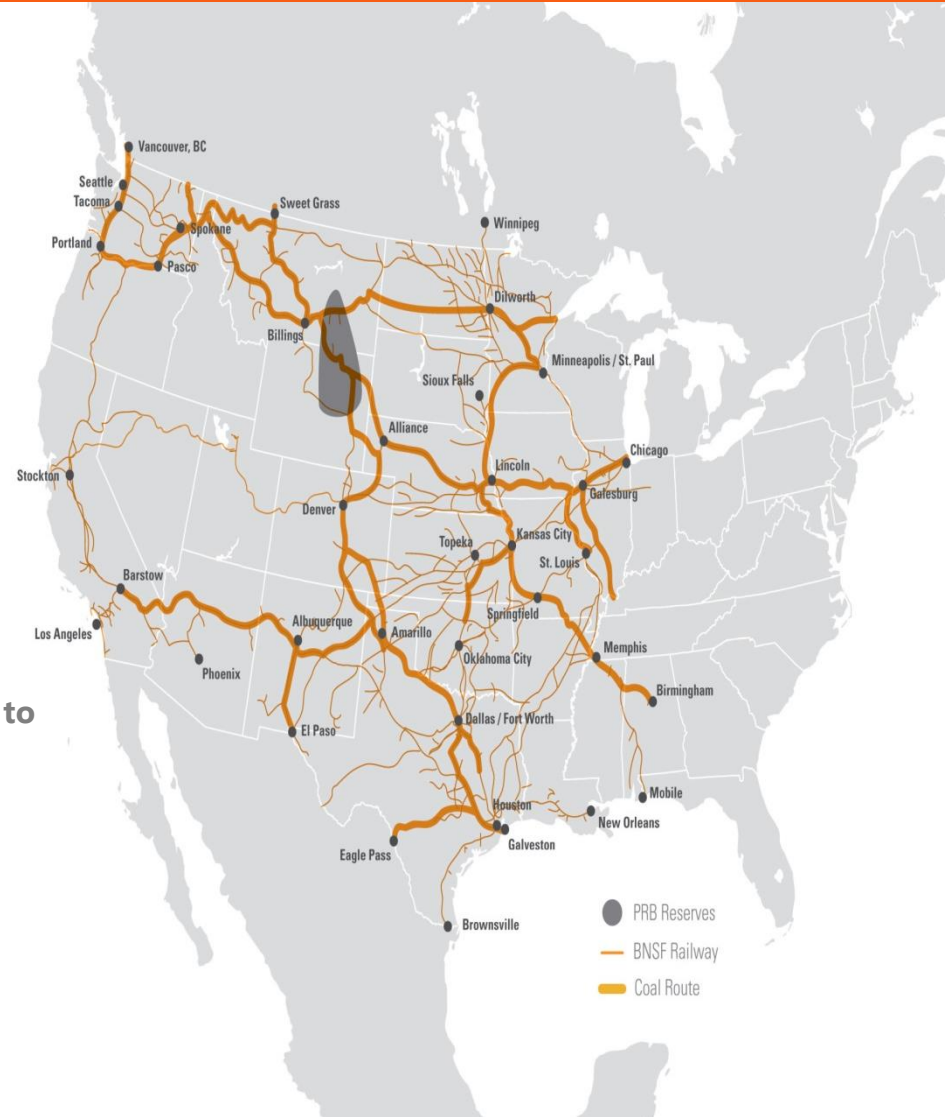 Vancouver, BC
Seattle
Tacoma
Sweet Grass
Winnipeg
Spokane
Portland
Pasco
Dilworth
Billings
Minneapolis / St. Paul
Sioux Falls
Alliance
Chicago
Lincoln
Stockton
Galesburg
Denver
Kansas City
Topeka
St. Louis
Barstow
Springfield
Albuquerque
Los Angeles
Amarillo
Memphis
Oklahoma City
Phoenix
Birmingham
to
Dallas / Fort Worth
El Paso
Mobile
Houston
New Orleans
Galveston
Eagle Pass
PRB Reserves
Brownsville
BNSF Railway
Coal Route